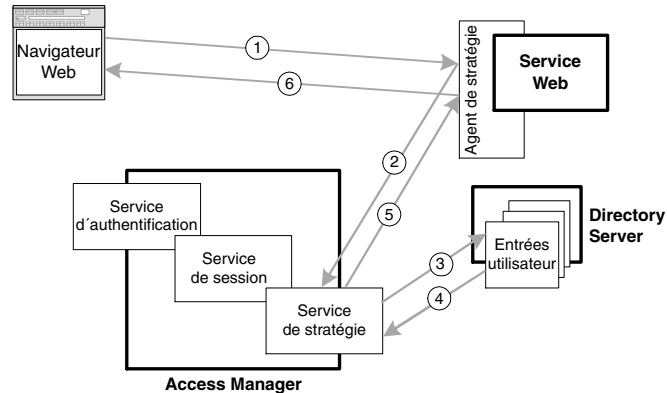 Navigateur
Web
1
6
Agent de stratégie
Service
Web
2
5
Service
d´authentification
Service
de session
Service
de stratégie
3
4
Entrées
utilisateur
Directory
Server
Access Manager